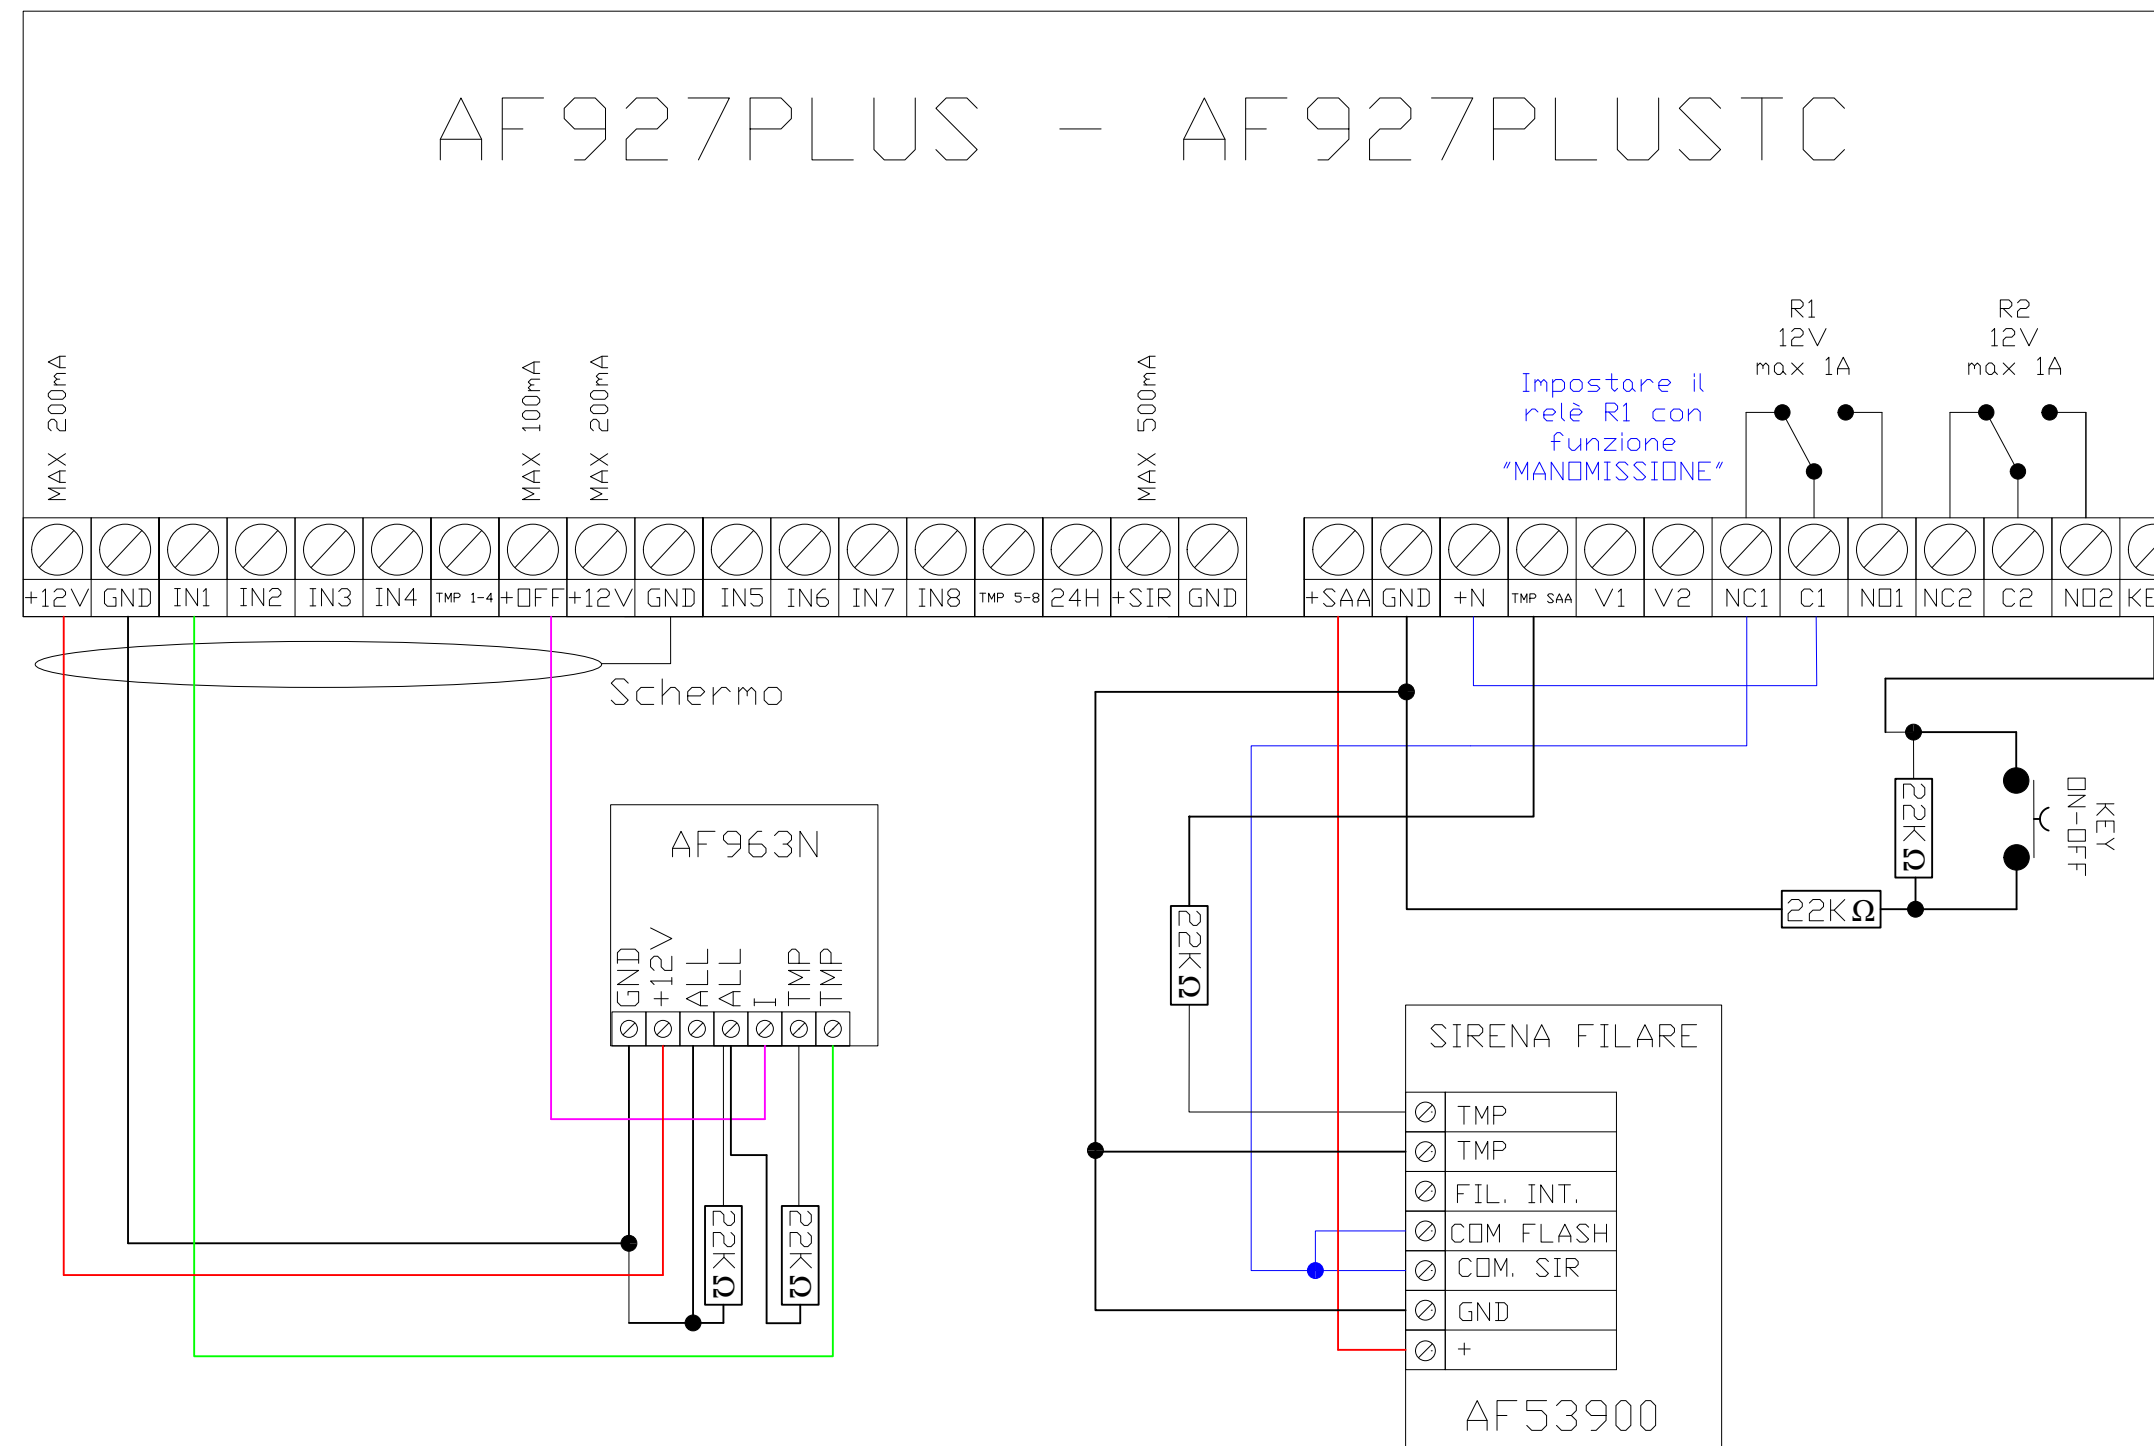 AF927PLUS - AF927PLUSTC
R1
12V
max 1A
R2
12V
max 1A
MAX 200mA
MAX 100mA
MAX 200mA
MAX 500mA
Impostare il
relè R1 con
funzione
"MANOMISSIONE"
+12V GND IN1 IN2 IN3 IN4 TMP 1-4 +OFF +12V GND IN5 IN6 IN7 IN8 TMP 5-8 24H +SIR GND
+SAA GND +N TMP SAA V1 V2 NC1 C1 NO1 NC2 C2 NO2
Schermo
KEY
ON-OFF
22KΩ
22KΩ
22KΩ
AF963N
GND
+12V
ALL
ALL
I
TMP
TMP
22KΩ
22KΩ
SIRENA FILARE
TMP
TMP
FIL. INT.
COM FLASH
COM. SIR
GND
+
AF53900